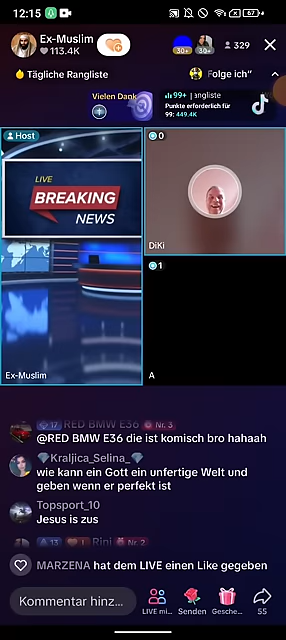 12:15
67
Ex-Muslim
113.4K
30+
30+
329
Tägliche Rangliste
Folge ich"
Vielen Dank
99+
angliste
Punkte erforderlich für
99: 449.4K
Host
LIVE
BREAKING
NEWS
Ex-Muslim
0
DiKi
1
A
17 RED BMW E36 Nr. 3
@RED BMW E36 die ist komisch bro hahaah
Kraljica_Selina_
wie kann ein Gott ein unfertige Welt und
geben wenn er perfekt ist
Topsport_10
Jesus is zus
13 Rini Nr. 2
MARZENA hat dem LIVE einen Like gegeben
Kommentar hinz...
LIVE mi...
Senden
Gesche...
55